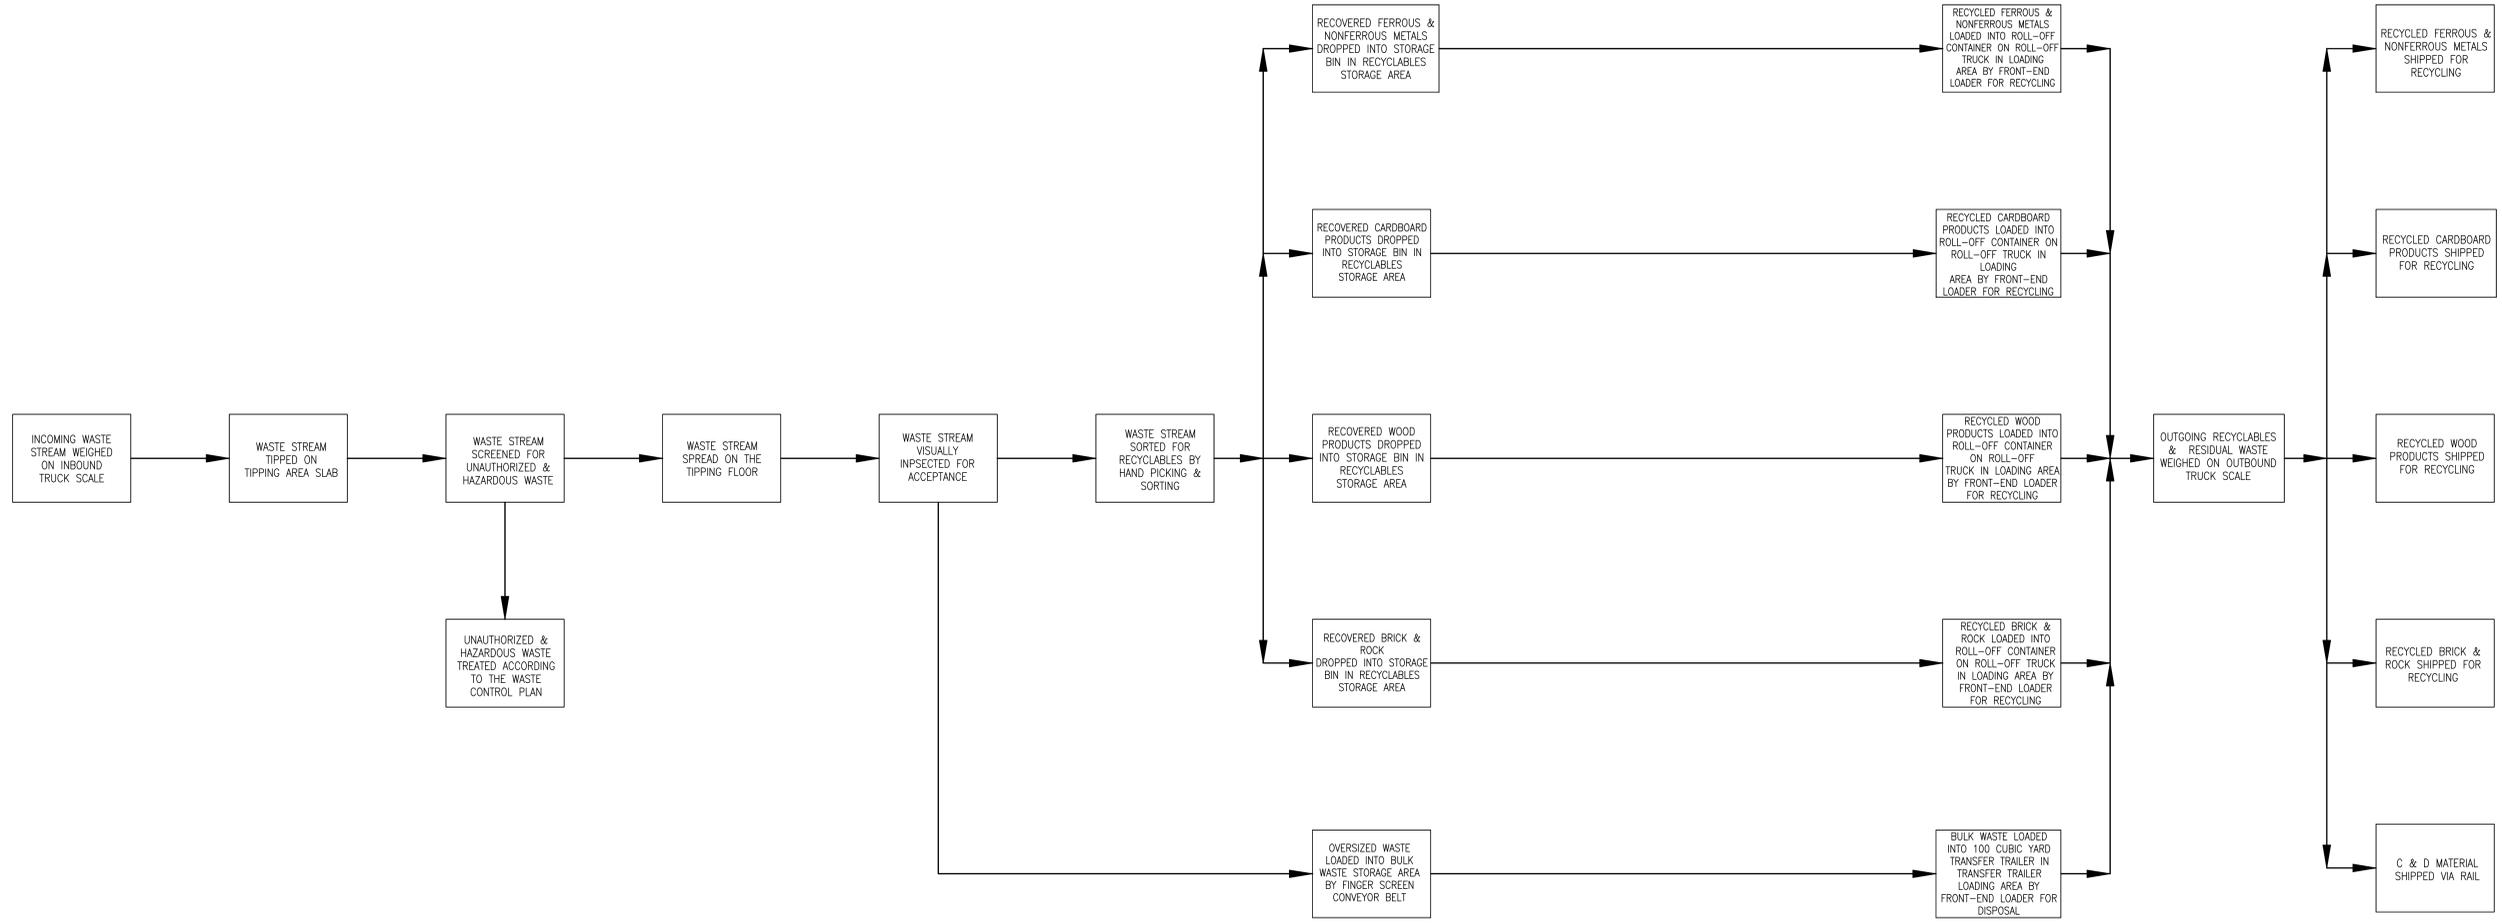 INCOMING WASTE
STREAM WEIGHED
ON INBOUND
TRUCK SCALE
WASTE STREAM
TIPPED ON
TIPPING AREA SLAB
WASTE STREAM
SCREENED FOR
UNAUTHORIZED &
HAZARDOUS WASTE
UNAUTHORIZED &
HAZARDOUS WASTE
TREATED ACCORDING
TO THE WASTE
CONTROL PLAN
WASTE STREAM
SPREAD ON THE
TIPPING FLOOR
WASTE STREAM
VISUALLY
INPSECTED FOR
ACCEPTANCE
WASTE STREAM
SORTED FOR
RECYCLABLES BY
HAND PICKING &
SORTING
RECOVERED FERROUS &
NONFERROUS METALS
DROPPED INTO STORAGE
BIN IN RECYCLABLES
STORAGE AREA
RECOVERED CARDBOARD
PRODUCTS DROPPED
INTO STORAGE BIN IN
RECYCLABLES
STORAGE AREA
RECOVERED WOOD
PRODUCTS DROPPED
INTO STORAGE BIN IN
RECYCLABLES
STORAGE AREA
RECOVERED BRICK &
ROCK
DROPPED INTO STORAGE
BIN IN RECYCLABLES
STORAGE AREA
OVERSIZED WASTE
LOADED INTO BULK
WASTE STORAGE AREA
BY FINGER SCREEN
CONVEYOR BELT
RECYCLED FERROUS &
NONFERROUS METALS
LOADED INTO ROLL-OFF
CONTAINER ON ROLL-OFF
TRUCK IN LOADING
AREA BY FRONT-END
LOADER FOR RECYCLING
RECYCLED CARDBOARD
PRODUCTS LOADED INTO
ROLL-OFF CONTAINER ON
ROLL-OFF TRUCK IN
LOADING
AREA BY FRONT-END
LOADER FOR RECYCLING
RECYCLED WOOD
PRODUCTS LOADED INTO
ROLL-OFF CONTAINER
ON ROLL-OFF
TRUCK IN LOADING AREA
BY FRONT-END LOADER
FOR RECYCLING
RECYCLED BRICK &
ROCK LOADED INTO
ROLL-OFF CONTAINER
ON ROLL-OFF TRUCK
IN LOADING AREA BY
FRONT-END LOADER
FOR RECYCLING
BULK WASTE LOADED
INTO 100 CUBIC YARD
TRANSFER TRAILER IN
TRANSFER TRAILER
LOADING AREA BY
FRONT-END LOADER FOR
DISPOSAL
OUTGOING RECYCLABLES
& RESIDUAL WASTE
WEIGHED ON OUTBOUND
TRUCK SCALE
RECYCLED FERROUS &
NONFERROUS METALS
SHIPPED FOR
RECYCLING
RECYCLED CARDBOARD
PRODUCTS SHIPPED
FOR RECYCLING
RECYCLED WOOD
PRODUCTS SHIPPED
FOR RECYCLING
RECYCLED BRICK &
ROCK SHIPPED FOR
RECYCLING
C & D MATERIAL
SHIPPED VIA RAIL